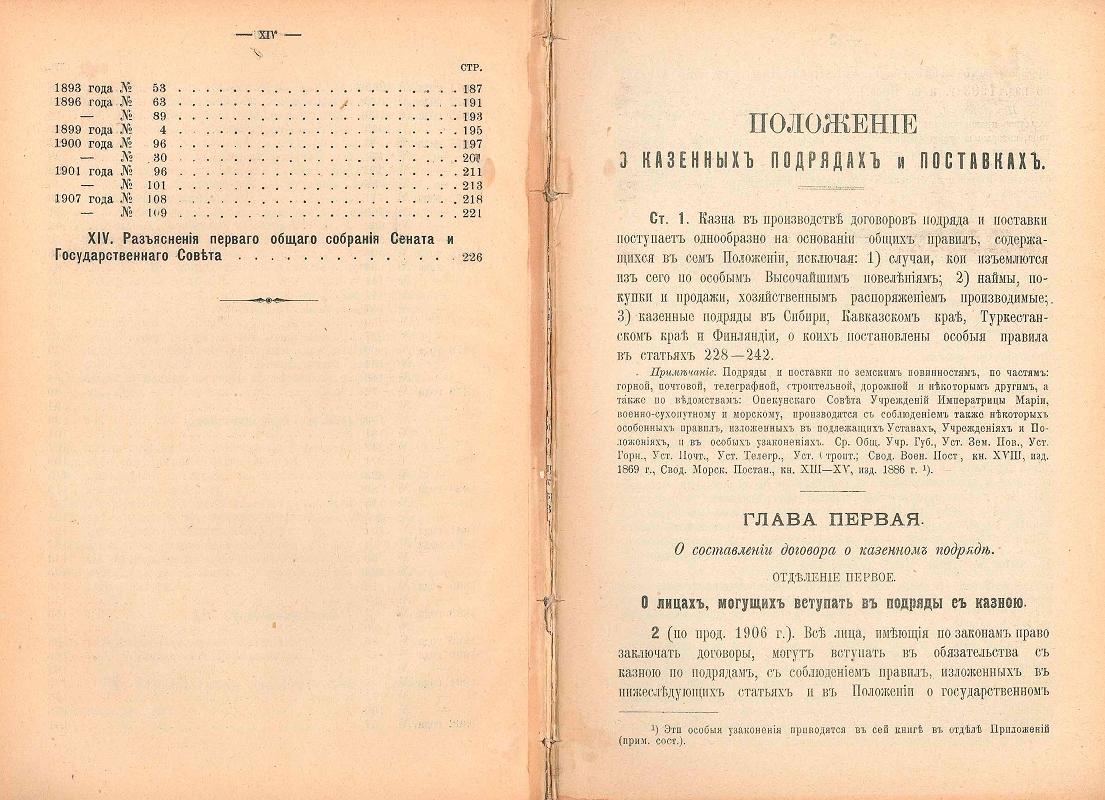 — XIV —
СТР.
1893 года № 53 . . . . . . . . . . . . . . . . . . . . . . 187
1896 года № 63 . . . . . . . . . . . . . . . . . . . . . . 191
— № 89 . . . . . . . . . . . . . . . . . . . . . . 193
1899 года № 4 . . . . . . . . . . . . . . . . . . . . . . 195
1900 года № 96 . . . . . . . . . . . . . . . . . . . . . . 197
— № 30 . . . . . . . . . . . . . . . . . . . . . .
1901 года № 96 . . . . . . . . . . . . . . . . . . . . . . 211
— № 101 . . . . . . . . . . . . . . . . . . . . . . 213
1907 года № 108 . . . . . . . . . . . . . . . . . . . . . . 218
— № 109 . . . . . . . . . . . . . . . . . . . . . . 221
XIV. Разъясненія перваго общаго собранія Сената и
Государственнаго Совѣта . . . . . . . . . . . . . . . 226
ПОЛОЖЕНІЕ
О КАЗЕННЫХЪ ПОДРЯДАХЪ и ПОСТАВКАХЪ.
Ст. 1. Казна въ производствѣ договоровъ подряда и поставки
поступаетъ однообразно на основаніи общихъ правилъ, содержа-
щихся въ семъ Положеніи, исключая: 1) случаи, кои изъемлются
изъ сего по особымъ Высочайшимъ повелѣніямъ; 2) наймы, по-
купки и продажи, хозяйственнымъ распоряженіемъ производимые;
3) казенные подряды въ Сибири, Кавказскомъ краѣ, Туркестан-
скомъ краѣ и Финляндіи, о коихъ постановлены особыя правила
въ статьяхъ 228—242.
Примѣчаніе. Подряды и поставки по земскимъ повинностямъ, по частямъ:
горной, почтовой, телеграфной, строительной, дорожной и нѣкоторымъ другимъ, а
также по вѣдомствамъ: Опекунскаго Совѣта Учрежденій Императрицы Маріи,
военно-сухопутному и морскому, производятся съ соблюденіемъ также нѣкоторыхъ
особенныхъ правилъ, изложенныхъ въ подлежащихъ Уставахъ, Учрежденіяхъ и По-
ложеніяхъ, и въ особыхъ узаконеніяхъ. Ср. Общ. Учр. Губ., Уст. Зем. Пов., Уст.
Горн., Уст. Почт., Уст. Телегр., Уст. Строит.; Свод. Воен. Пост., кн. XVIII, изд.
1869 г., Свод. Морск. Постан., кн. XIII—XV, изд. 1886 г. ¹).
ГЛАВА ПЕРВАЯ.
О составленіи договора о казенномъ подрядѣ.
ОТДѢЛЕНІЕ ПЕРВОЕ.
О лицахъ, могущихъ вступать въ подряды съ казною.
2 (по прод. 1906 г.). Всѣ лица, имѣющія по законамъ право
заключать договоры, могутъ вступать въ обязательства съ
казною по подрядамъ, съ соблюденіемъ правилъ, изложенныхъ въ
нижеслѣдующихъ статьяхъ и въ Положеніи о государственномъ
¹) Эти особыя узаконенія приводятся въ сей книгѣ въ отдѣлѣ Приложеній
(прим. сост.).